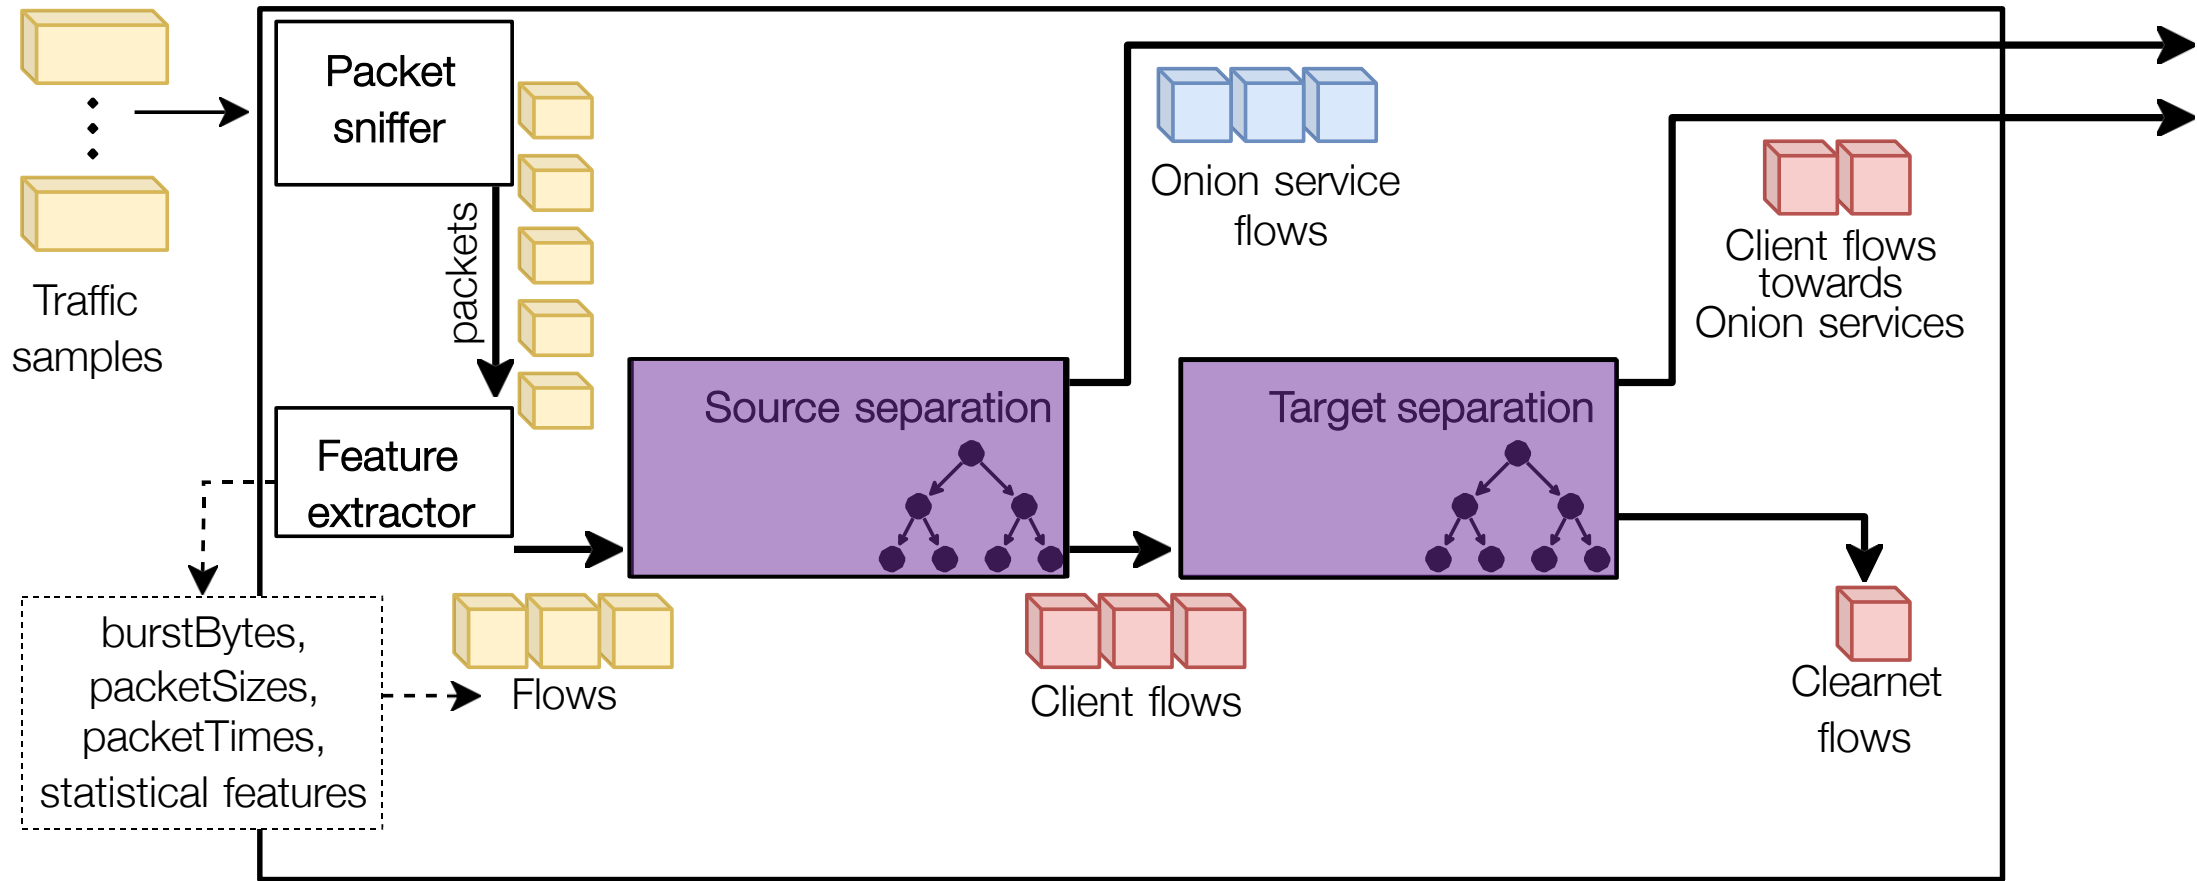 Traffic
samples
Packet
sniffer
packets
Feature
extractor
burstBytes,
packetSizes,
packetTimes,
statistical features
Flows
Source separation
Onion service
flows
Client flows
Target separation
Client flows
towards
Onion services
Clearnet
flows